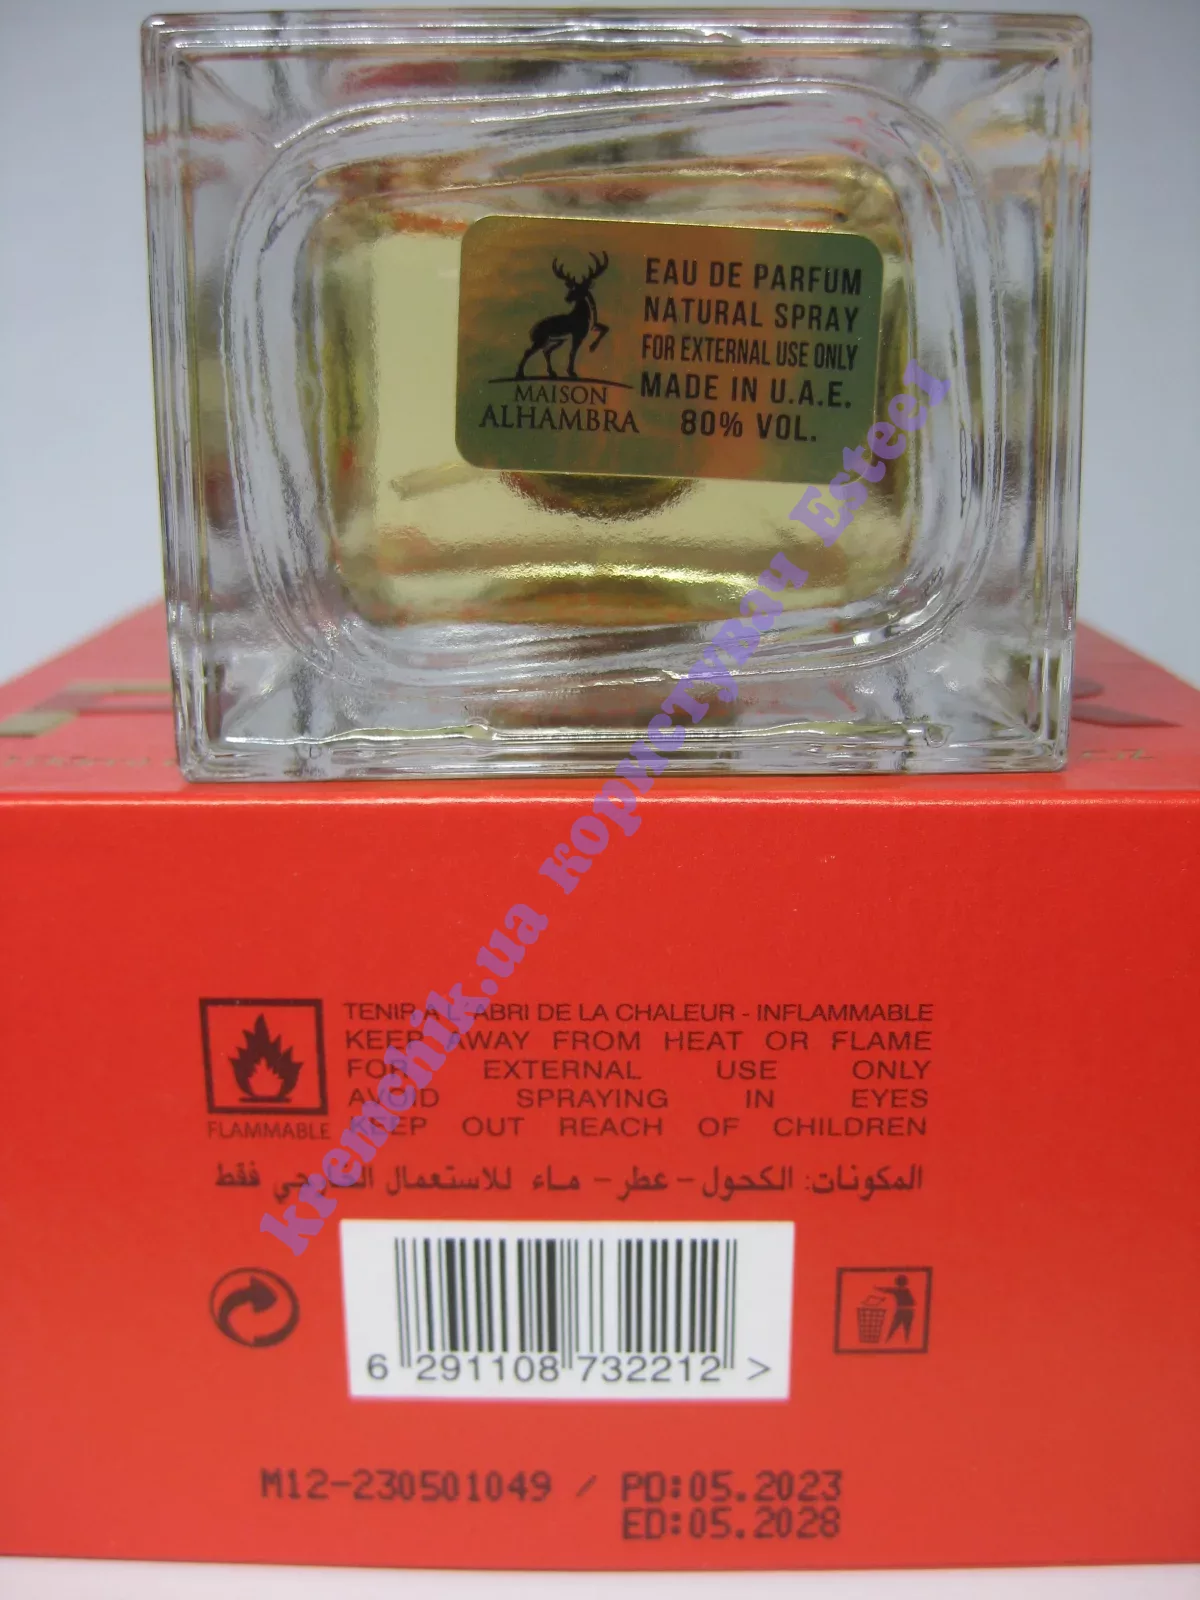 EAU DE PARFUM
NATURAL SPRAY
FOR EXTERNAL USE ONLY
MADE IN U.A.E.
80% VOL.
MAISON
ALHAMBRA
kremchik.ua користувач Esteel
TENIR A L'ABRI DE LA CHALEUR - INFLAMMABLE
KEEP AWAY FROM HEAT OR FLAME
FOR EXTERNAL USE ONLY
AVOID SPRAYING IN EYES
KEEP OUT REACH OF CHILDREN
FLAMMABLE
المكونات: الكحول - عطر - ماء للاستعمال الخارجي فقط
6 291108 732212 >
M12-230501049 / PD:05.2023
ED:05.2028